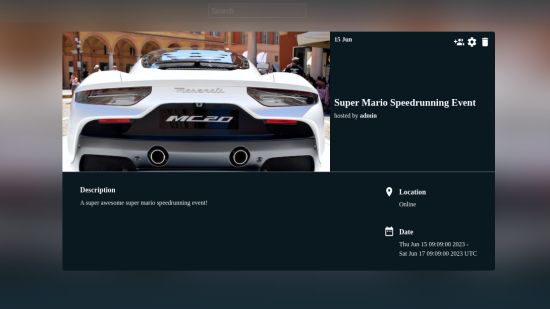 Search
15 Jun
Maserati
MC20
Super Mario Speedrunning Event
hosted by admin
Description
A super awesome super mario speedrunning event!
Location
Online
Date
Thu Jun 15 09:09:00 2023 -
Sat Jun 17 09:09:00 2023 UTC